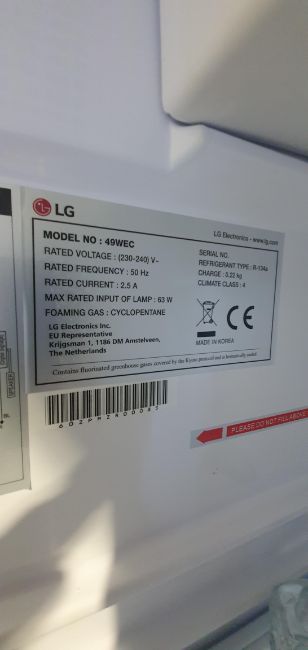 LG
LG Electronics - www.lg.com
MODEL NO : 49WEC
RATED VOLTAGE : (230-240) V~
RATED FREQUENCY : 50 Hz
RATED CURRENT : 2.5 A
MAX RATED INPUT OF LAMP : 63 W
FOAMING GAS : CYCLOPENTANE
SERIAL NO.
REFRIGERANT TYPE : R-134a
CHARGE : 0.22 kg
CLIMATE CLASS : 4
LG Electronics Inc.
EU Representative
Krijgsman 1, 1186 DM Amstelveen,
The Netherlands
CE
MADE IN KOREA
Contains fluorinated greenhouse gases covered by the Kyoto protocol and is hermetically sealed
PLEASE DO NOT FILL ABOVE
SPEAKER
BL